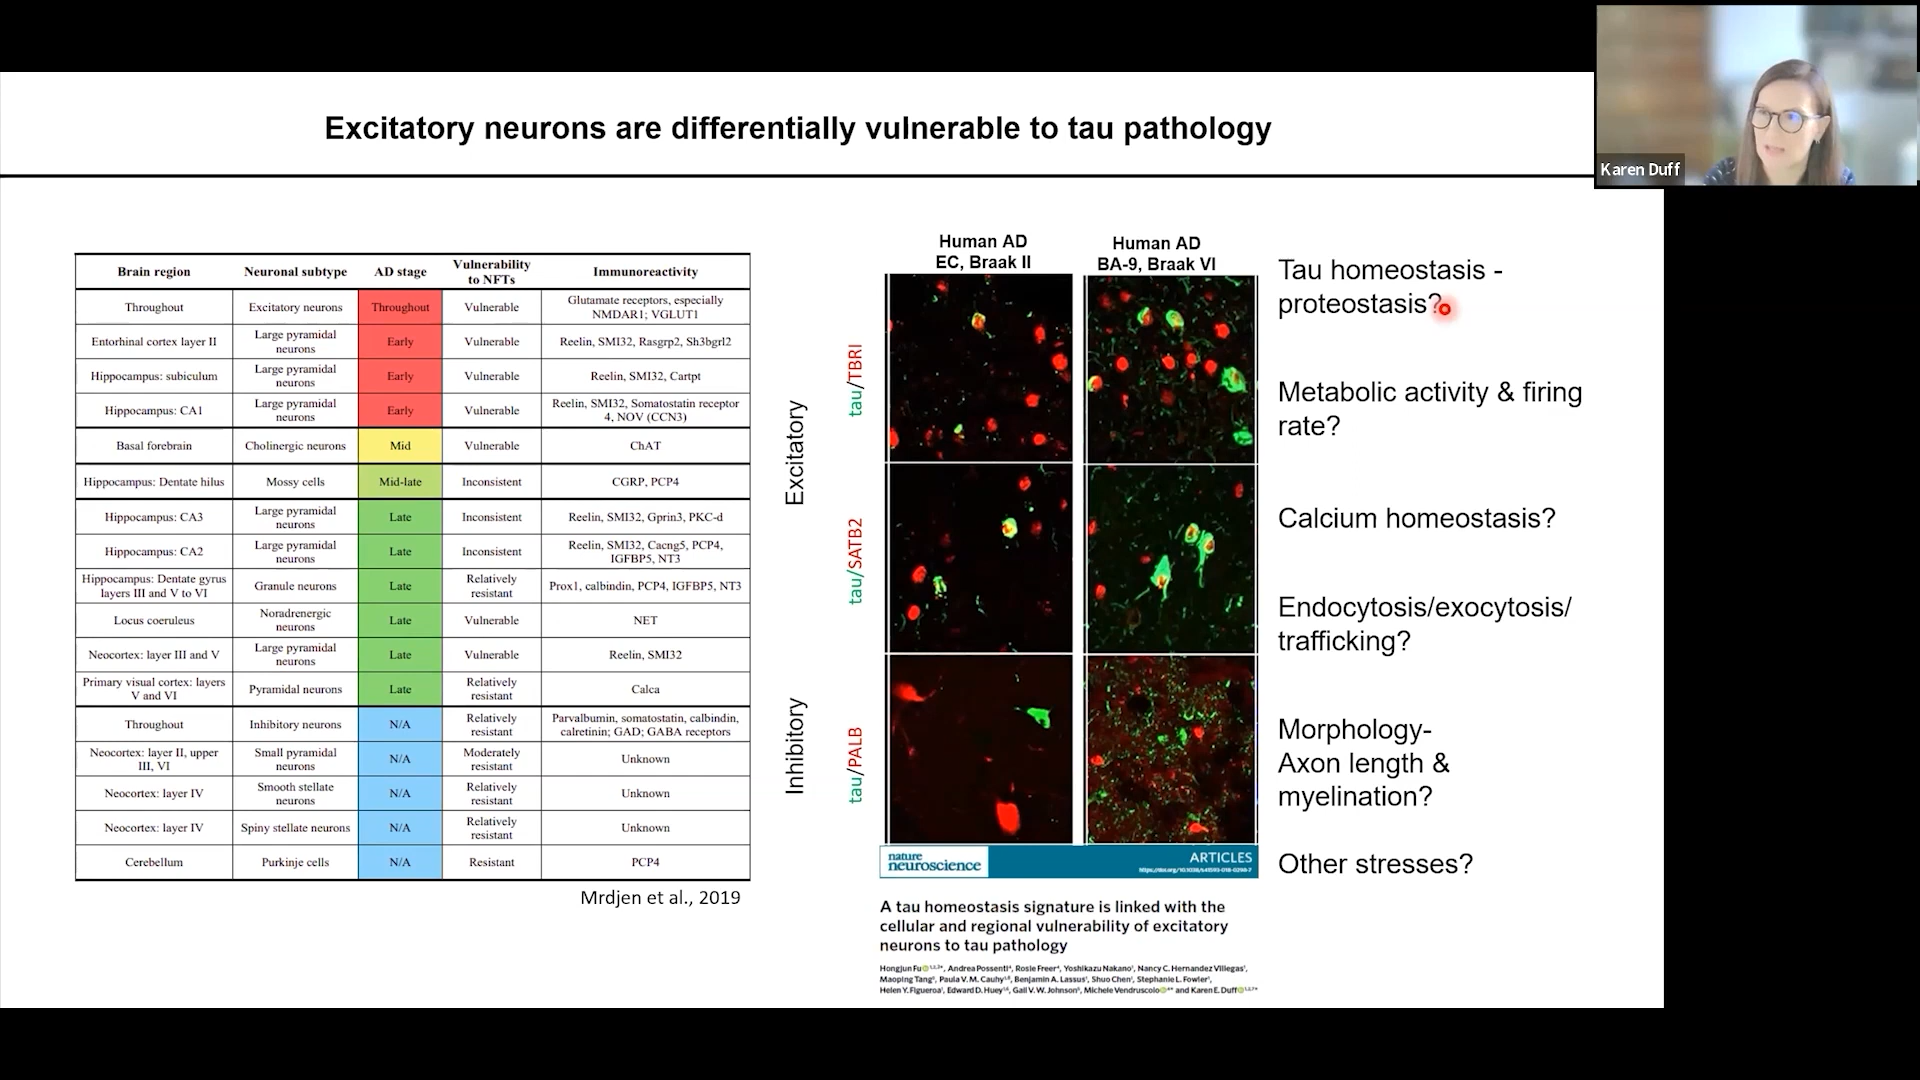 Karen Duff
Excitatory neurons are differentially vulnerable to tau pathology
Brain region Neuronal subtype AD stage Vulnerability to NFTs Immunoreactivity
Throughout Excitatory neurons Throughout Vulnerable Glutamate receptors, especially NMDAR1; VGLUT1
Entorhinal cortex layer II Large pyramidal neurons Early Vulnerable Reelin, SMI32, Rasgrp2, Sh3bgrl2
Hippocampus: subiculum Large pyramidal neurons Early Vulnerable Reelin, SMI32, Cartpt
Hippocampus: CA1 Large pyramidal neurons Early Vulnerable Reelin, SMI32, Somatostatin receptor 4, NOV (CCN3)
Basal forebrain Cholinergic neurons Mid Vulnerable ChAT
Hippocampus: Dentate hilus Mossy cells Mid-late Inconsistent CGRP, PCP4
Hippocampus: CA3 Large pyramidal neurons Late Inconsistent Reelin, SMI32, Gprin3, PKC-d
Hippocampus: CA2 Large pyramidal neurons Late Inconsistent Reelin, SMI32, Cacng5, PCP4, IGFBP5, NT3
Hippocampus: Dentate gyrus layers III and V to VI Granule neurons Late Relatively resistant Prox1, calbindin, PCP4, IGFBP5, NT3
Locus coeruleus Noradrenergic neurons Late Vulnerable NET
Neocortex: layer III and V Large pyramidal neurons Late Vulnerable Reelin, SMI32
Primary visual cortex: layers V and VI Pyramidal neurons Late Relatively resistant Calca
Throughout Inhibitory neurons N/A Relatively resistant Parvalbumin, somatostatin, calbindin, calretinin; GAD; GABA receptors
Neocortex: layer II, upper III, VI Small pyramidal neurons N/A Moderately resistant Unknown
Neocortex: layer IV Smooth stellate neurons N/A Relatively resistant Unknown
Neocortex: layer IV Spiny stellate neurons N/A Relatively resistant Unknown
Cerebellum Purkinje cells N/A Resistant PCP4
Mrdjen et al., 2019
Human AD
EC, Braak II
Human AD
BA-9, Braak VI
Excitatory
Inhibitory
tau/TBRI
tau/SATB2
tau/PALB
nature
neuroscience
ARTICLES
A tau homeostasis signature is linked with the
cellular and regional vulnerability of excitatory
neurons to tau pathology
Hongjun Fu, Andrea Possenti, Rosie Freer, Yoshikazu Nakano, Nancy C. Hernandez Villegas,
Maoping Tang, Paula V. M. Cauhy, Benjamin A. Lassus, Shuo Chen, Stephanie L. Fowler,
Helen Y. Figueroa, Edward D. Huey, Gail V. W. Johnson, Michele Vendruscolo and Karen E. Duff
Tau homeostasis -
proteostasis?
Metabolic activity & firing
rate?
Calcium homeostasis?
Endocytosis/exocytosis/
trafficking?
Morphology-
Axon length &
myelination?
Other stresses?